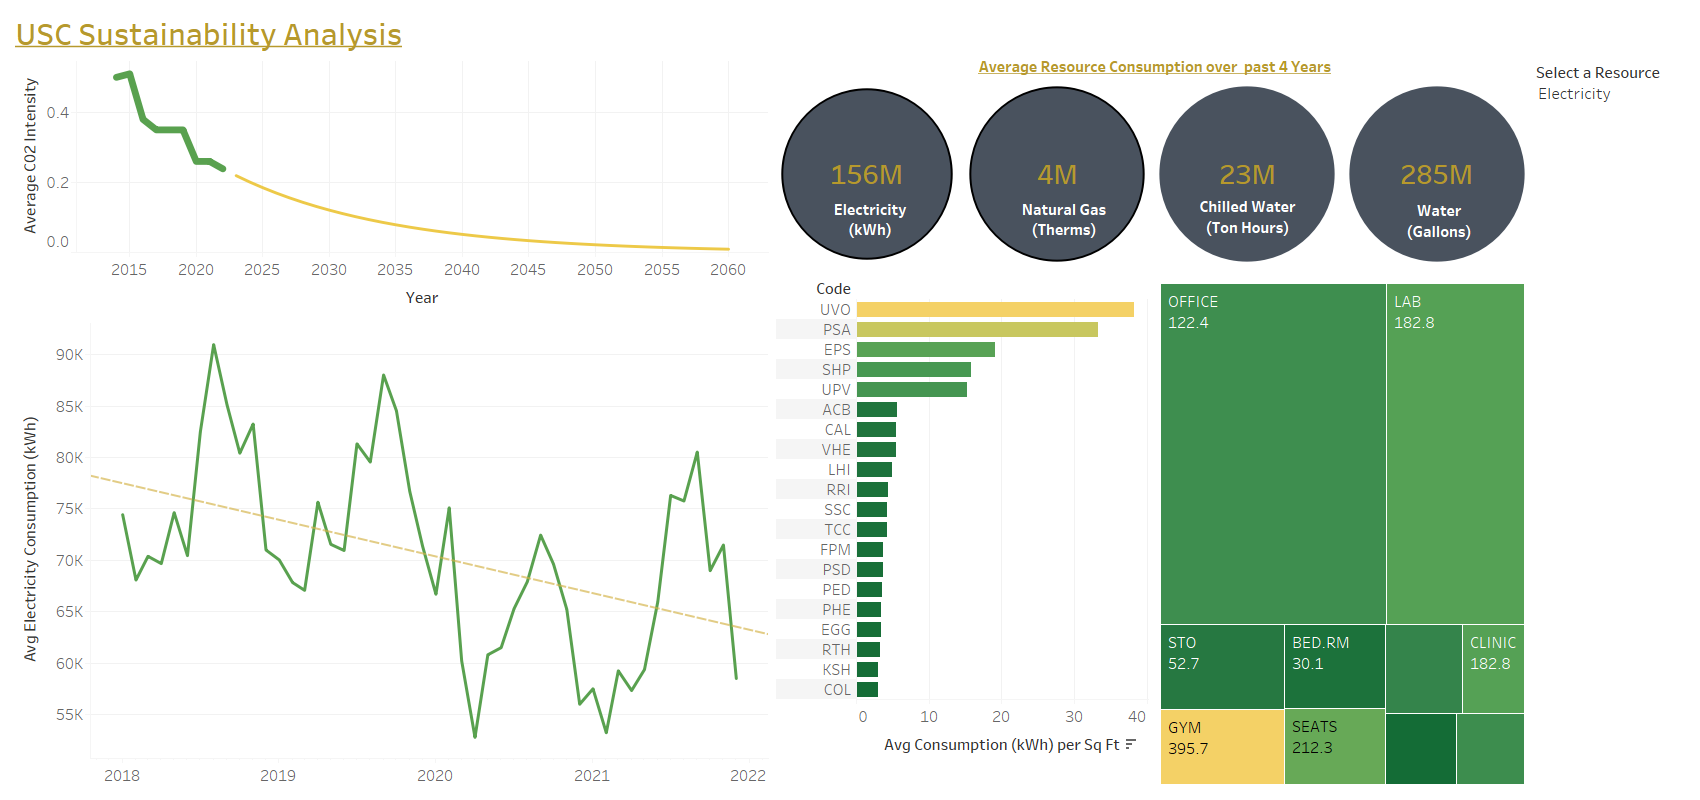 USC Sustainability Analysis
Average C02 Intensity
0.4
0.2
0.0
2015 2020 2025 2030 2035 2040 2045 2050 2055 2060
Year
Average Resource Consumption over past 4 Years
156M
Electricity
(kWh)
4M
Natural Gas
(Therms)
23M
Chilled Water
(Ton Hours)
285M
Water
(Gallons)
Select a Resource
Electricity
Avg Electricity Consumption (kWh)
90K
85K
80K
75K
70K
65K
60K
55K
2018 2019 2020 2021 2022
Code
UVO
PSA
EPS
SHP
UPV
ACB
CAL
VHE
LHI
RRI
SSC
TCC
FPM
PSD
PED
PHE
EGG
RTH
KSH
COL
0 10 20 30 40
Avg Consumption (kWh) per Sq Ft
OFFICE
122.4
LAB
182.8
STO
52.7
BED.RM
30.1
CLINIC
182.8
GYM
395.7
SEATS
212.3